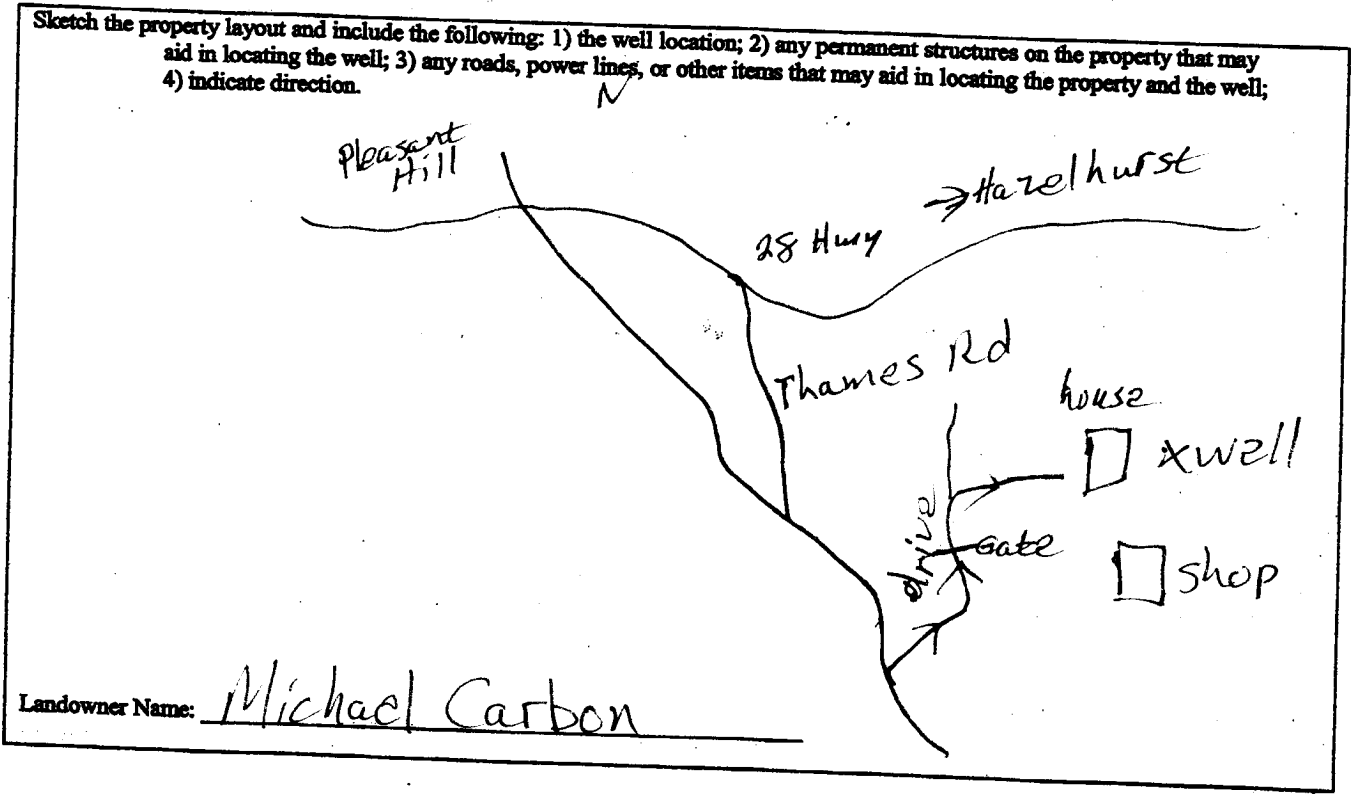 Sketch the property layout and include the following: 1) the well location; 2) any permanent structures on the property that may
aid in locating the well; 3) any roads, power lines, or other items that may aid in locating the property and the well;
4) indicate direction.
N
Pleasant
Hill
→Hazelhurst
28 Hwy
Thames Rd
house
xwell
drive
Gate
shop
Landowner Name: Michael Carbon